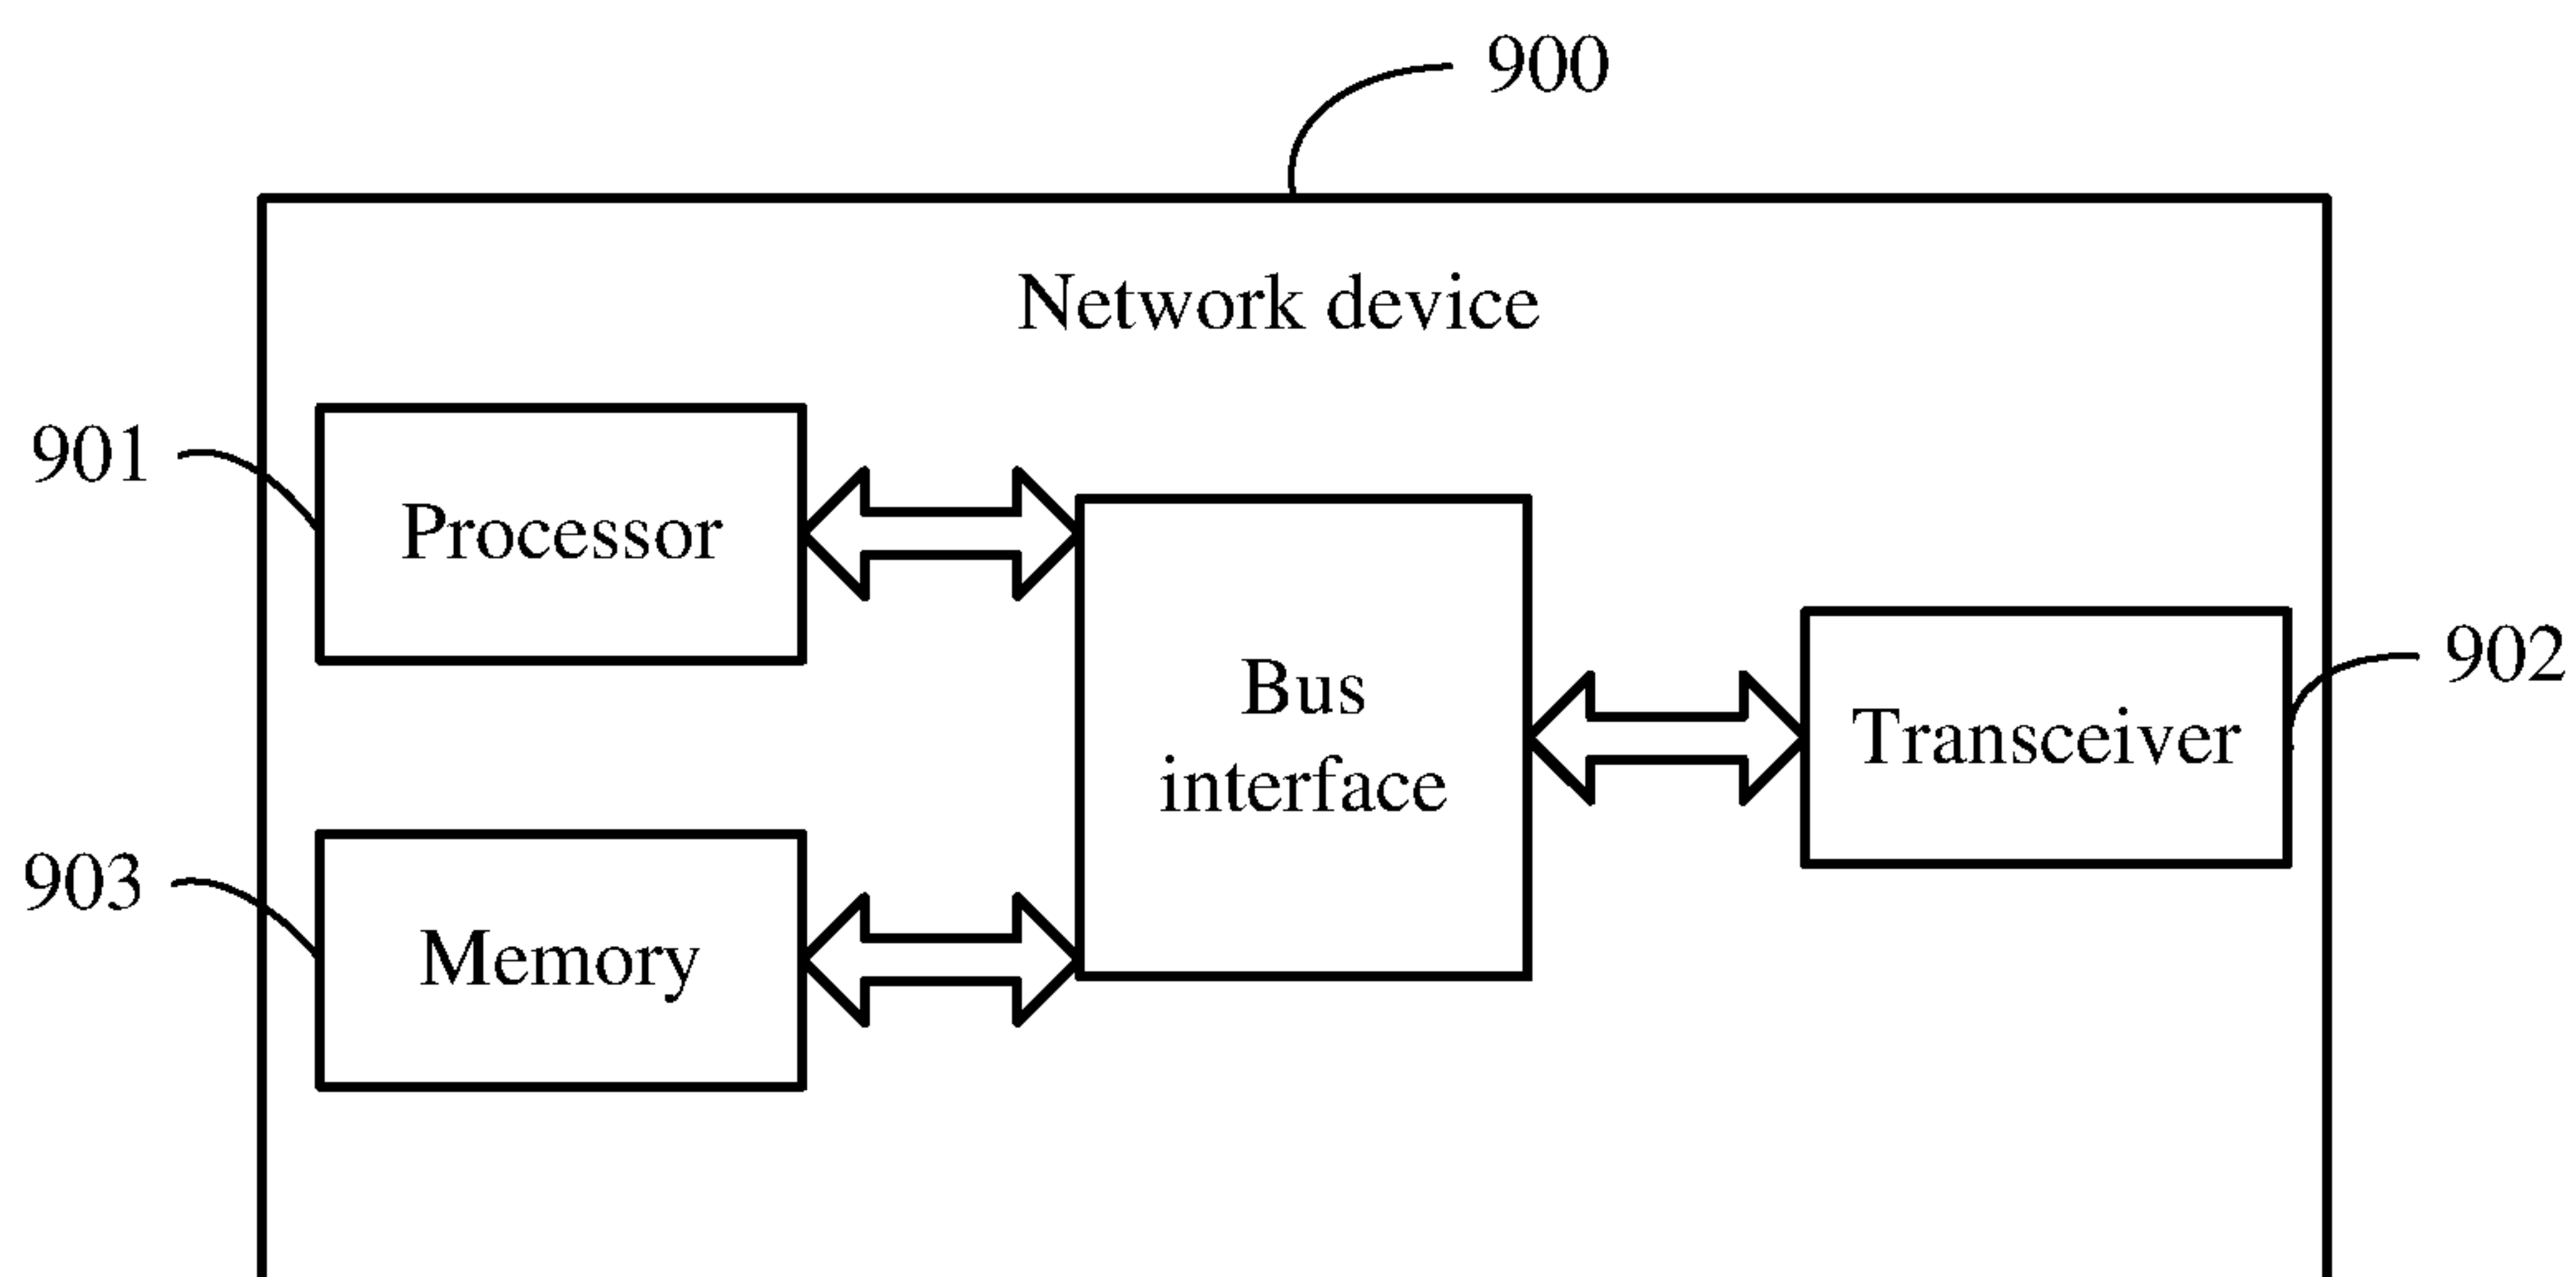 900
Network device
901
Processor
Bus
interface
902
Transceiver
903
Memory